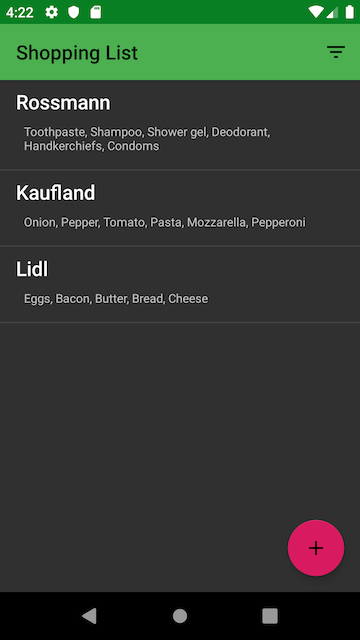 4:22
Shopping List
Rossmann
Toothpaste, Shampoo, Shower gel, Deodorant,
Handkerchiefs, Condoms
Kaufland
Onion, Pepper, Tomato, Pasta, Mozzarella, Pepperoni
Lidl
Eggs, Bacon, Butter, Bread, Cheese